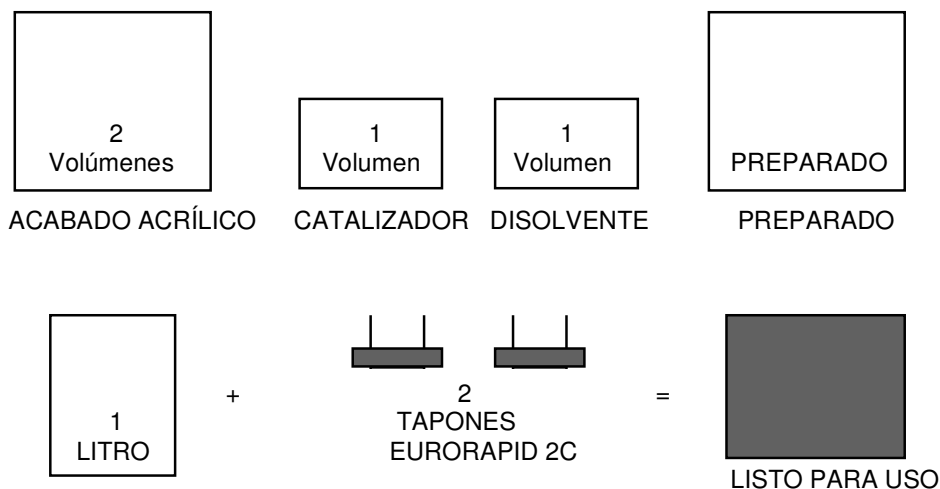 2
Volúmenes
1
Volumen
1
Volumen
PREPARADO
ACABADO ACRÍLICO
CATALIZADOR
DISOLVENTE
PREPARADO
1
LITRO
+
2
TAPONES
EURORAPID 2C
=
LISTO PARA USO